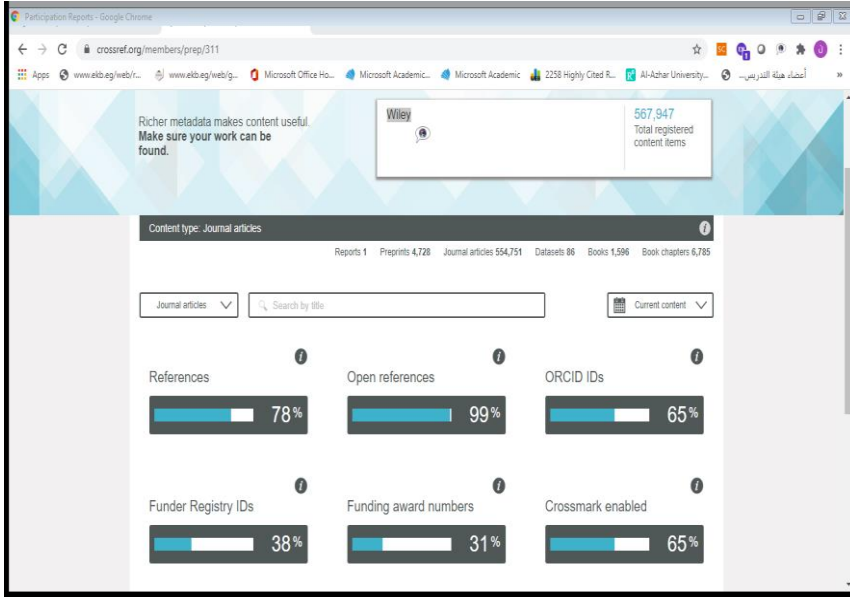 Participation Reports - Google Chrome
crossref.org/members/prep/311
Apps www.ekb.eg/web/r... www.ekb.eg/web/g... Microsoft Office Ho... Microsoft Academic... Microsoft Academic 2258 Highly Cited R... Al-Azhar University... أعضاء هيئة التدريس... »
Richer metadata makes content useful.
Make sure your work can be
found.
Wiley
567,947
Total registered
content items
Content type: Journal articles
Reports 1 Preprints 4,728 Journal articles 554,751 Datasets 86 Books 1,596 Book chapters 6,785
Journal articles Search by title Current content
References Open references ORCID IDs
78% 99% 65%
Funder Registry IDs Funding award numbers Crossmark enabled
38% 31% 65%